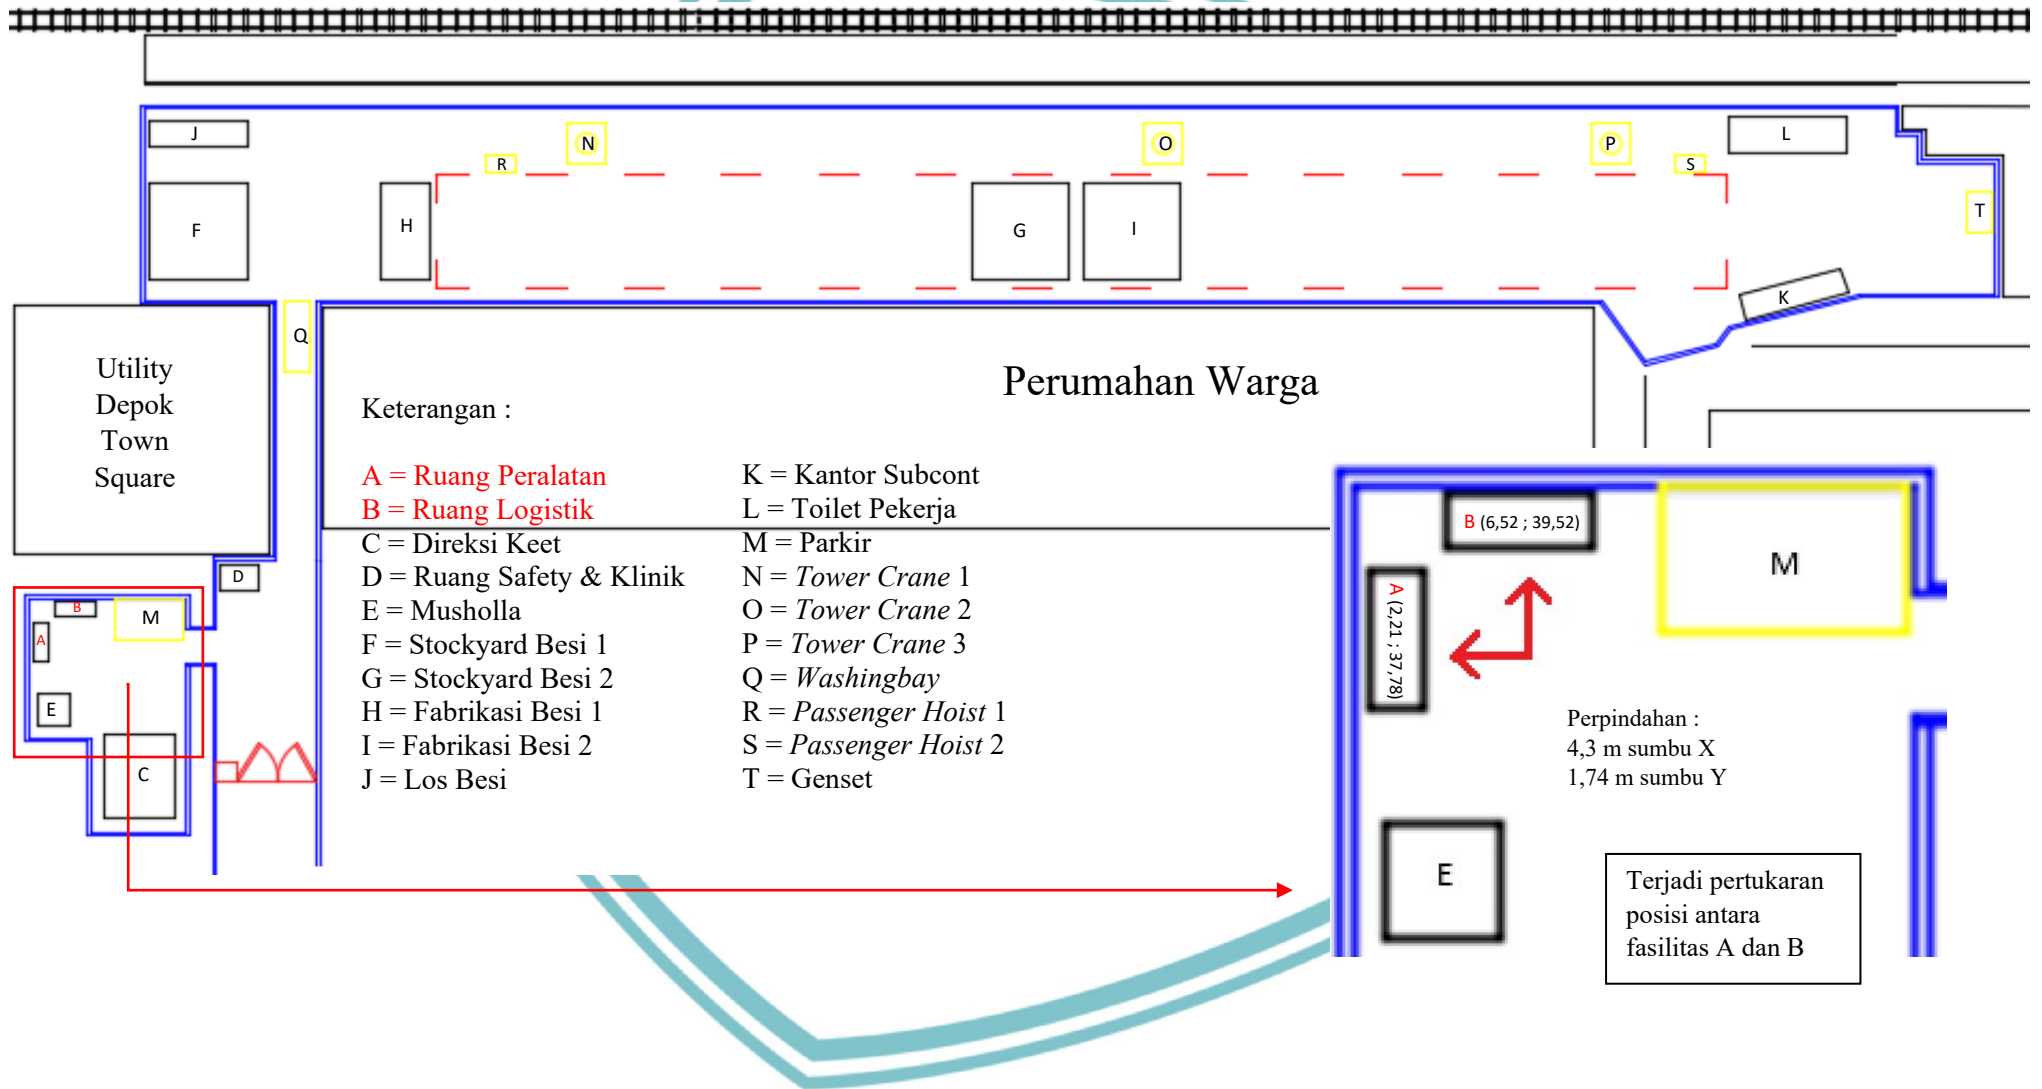 J
N
O
P
L
R
S
F
H
G
I
T
K
Q
Utility
Depok
Town
Square
Perumahan Warga
Keterangan :
A = Ruang Peralatan
B = Ruang Logistik
C = Direksi Keet
D = Ruang Safety & Klinik
E = Musholla
F = Stockyard Besi 1
G = Stockyard Besi 2
H = Fabrikasi Besi 1
I = Fabrikasi Besi 2
J = Los Besi
K = Kantor Subcont
L = Toilet Pekerja
M = Parkir
N = Tower Crane 1
O = Tower Crane 2
P = Tower Crane 3
Q = Washingbay
R = Passenger Hoist 1
S = Passenger Hoist 2
T = Genset
D
B
M
A
E
C
B (6,52 ; 39,52)
M
A (2,21 ; 37,78)
Perpindahan :
4,3 m sumbu X
1,74 m sumbu Y
E
Terjadi pertukaran
posisi antara
fasilitas A dan B